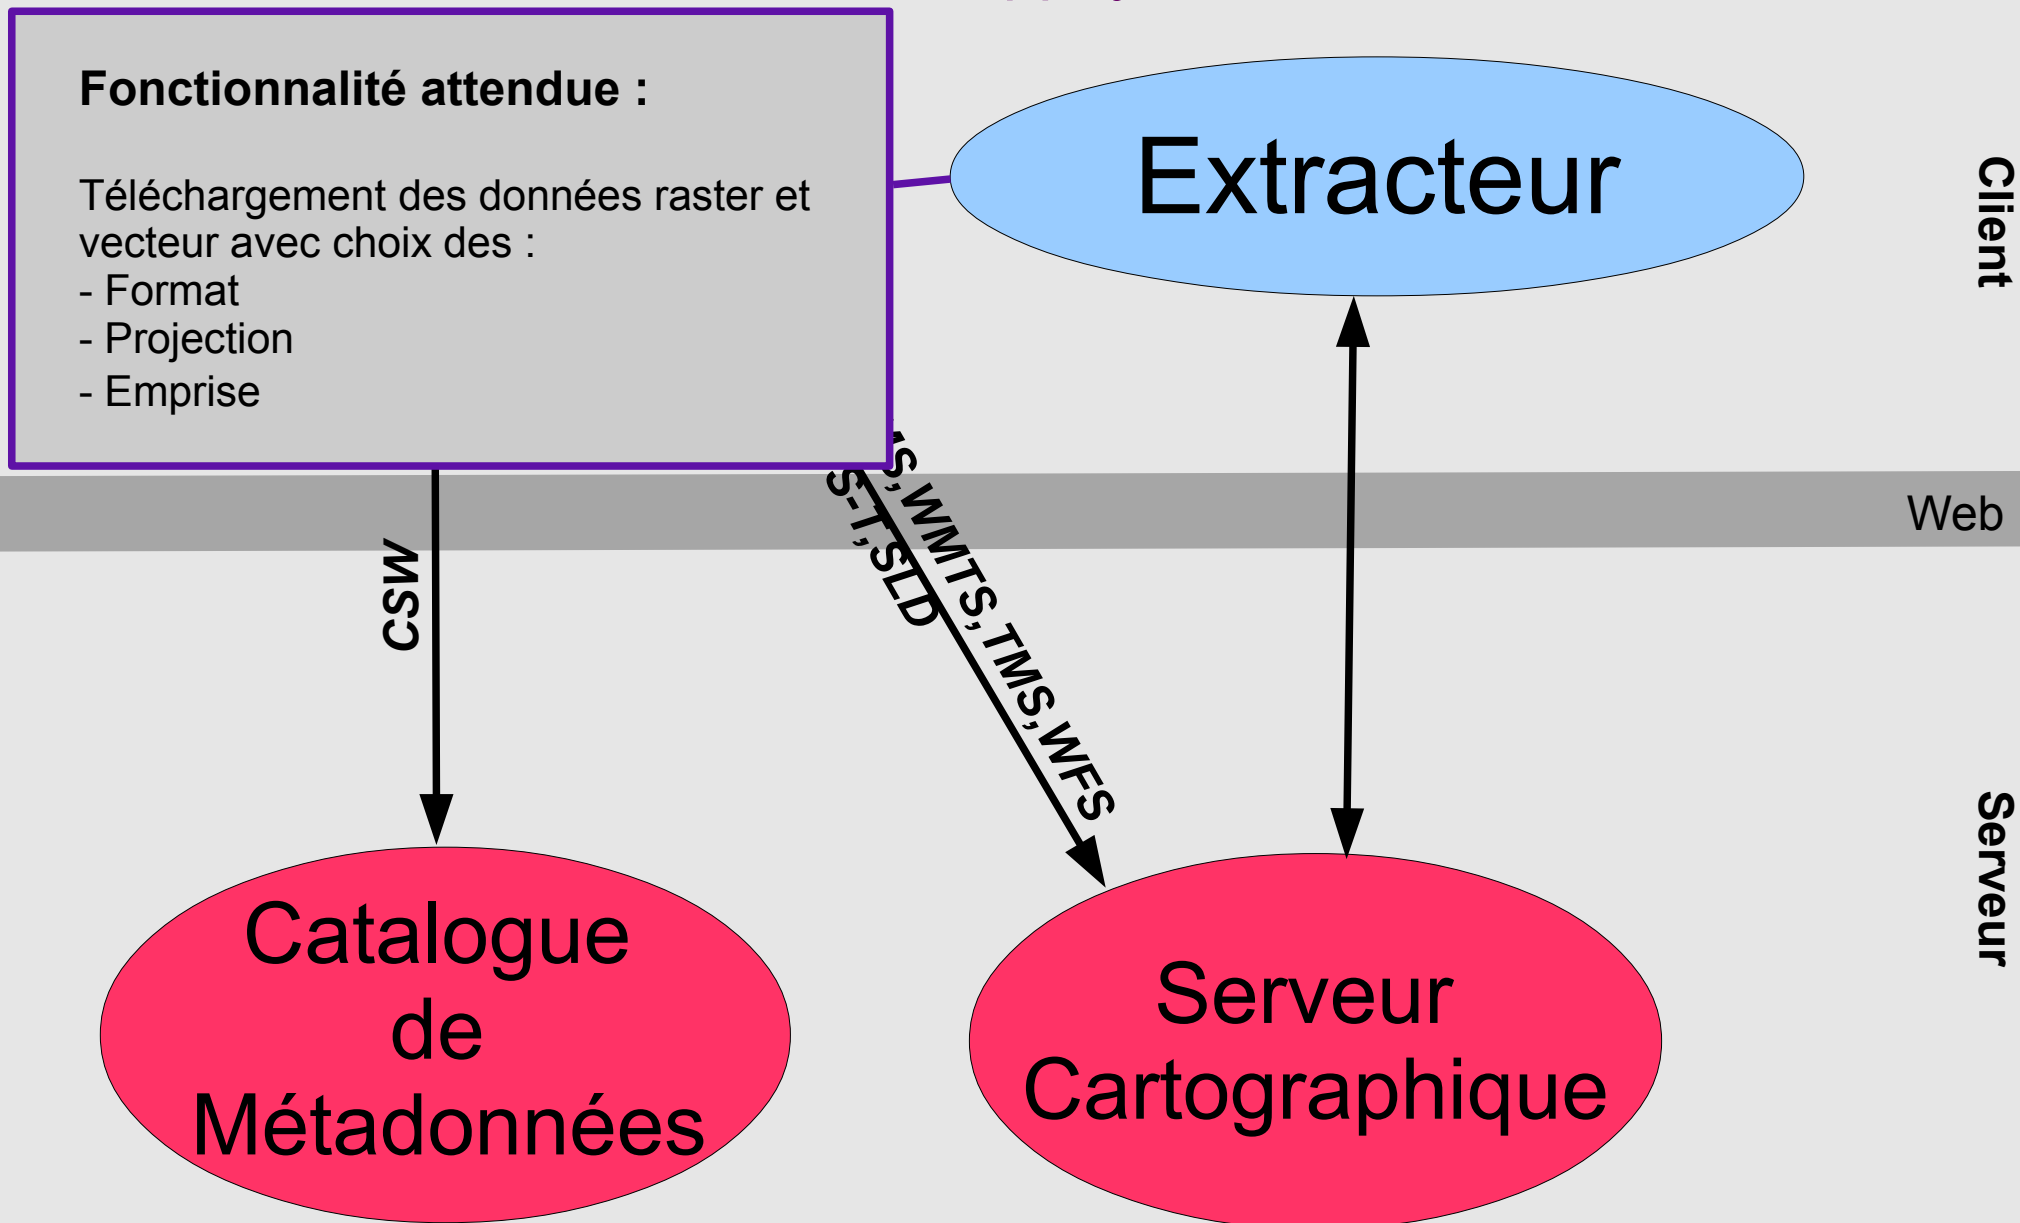 Fonctionnalité attendue :
Téléchargement des données raster et
vecteur avec choix des :
- Format
- Projection
- Emprise
Extracteur
Client
Web
CSW
S,WMTS,TMS,WFS
S-T,SLD
Serveur
Catalogue
de
Métadonnées
Serveur
Cartographique